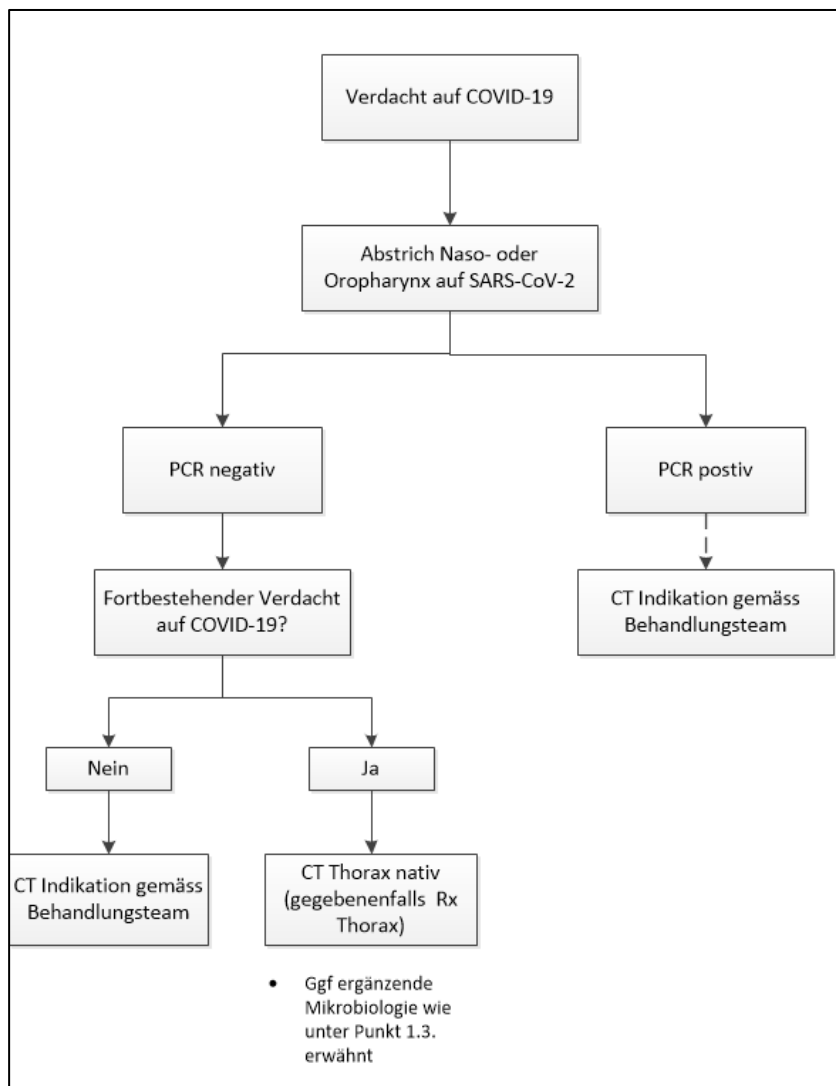 Verdacht auf COVID-19
Abstrich Naso- oder
Oropharynx auf SARS-CoV-2
PCR negativ
PCR postiv
Fortbestehender Verdacht
auf COVID-19?
CT Indikation gemäss
Behandlungsteam
Nein
Ja
CT Indikation gemäss
Behandlungsteam
CT Thorax nativ
(gegebenenfalls Rx
Thorax)
• Ggf ergänzende
Mikrobiologie wie
unter Punkt 1.3.
erwähnt